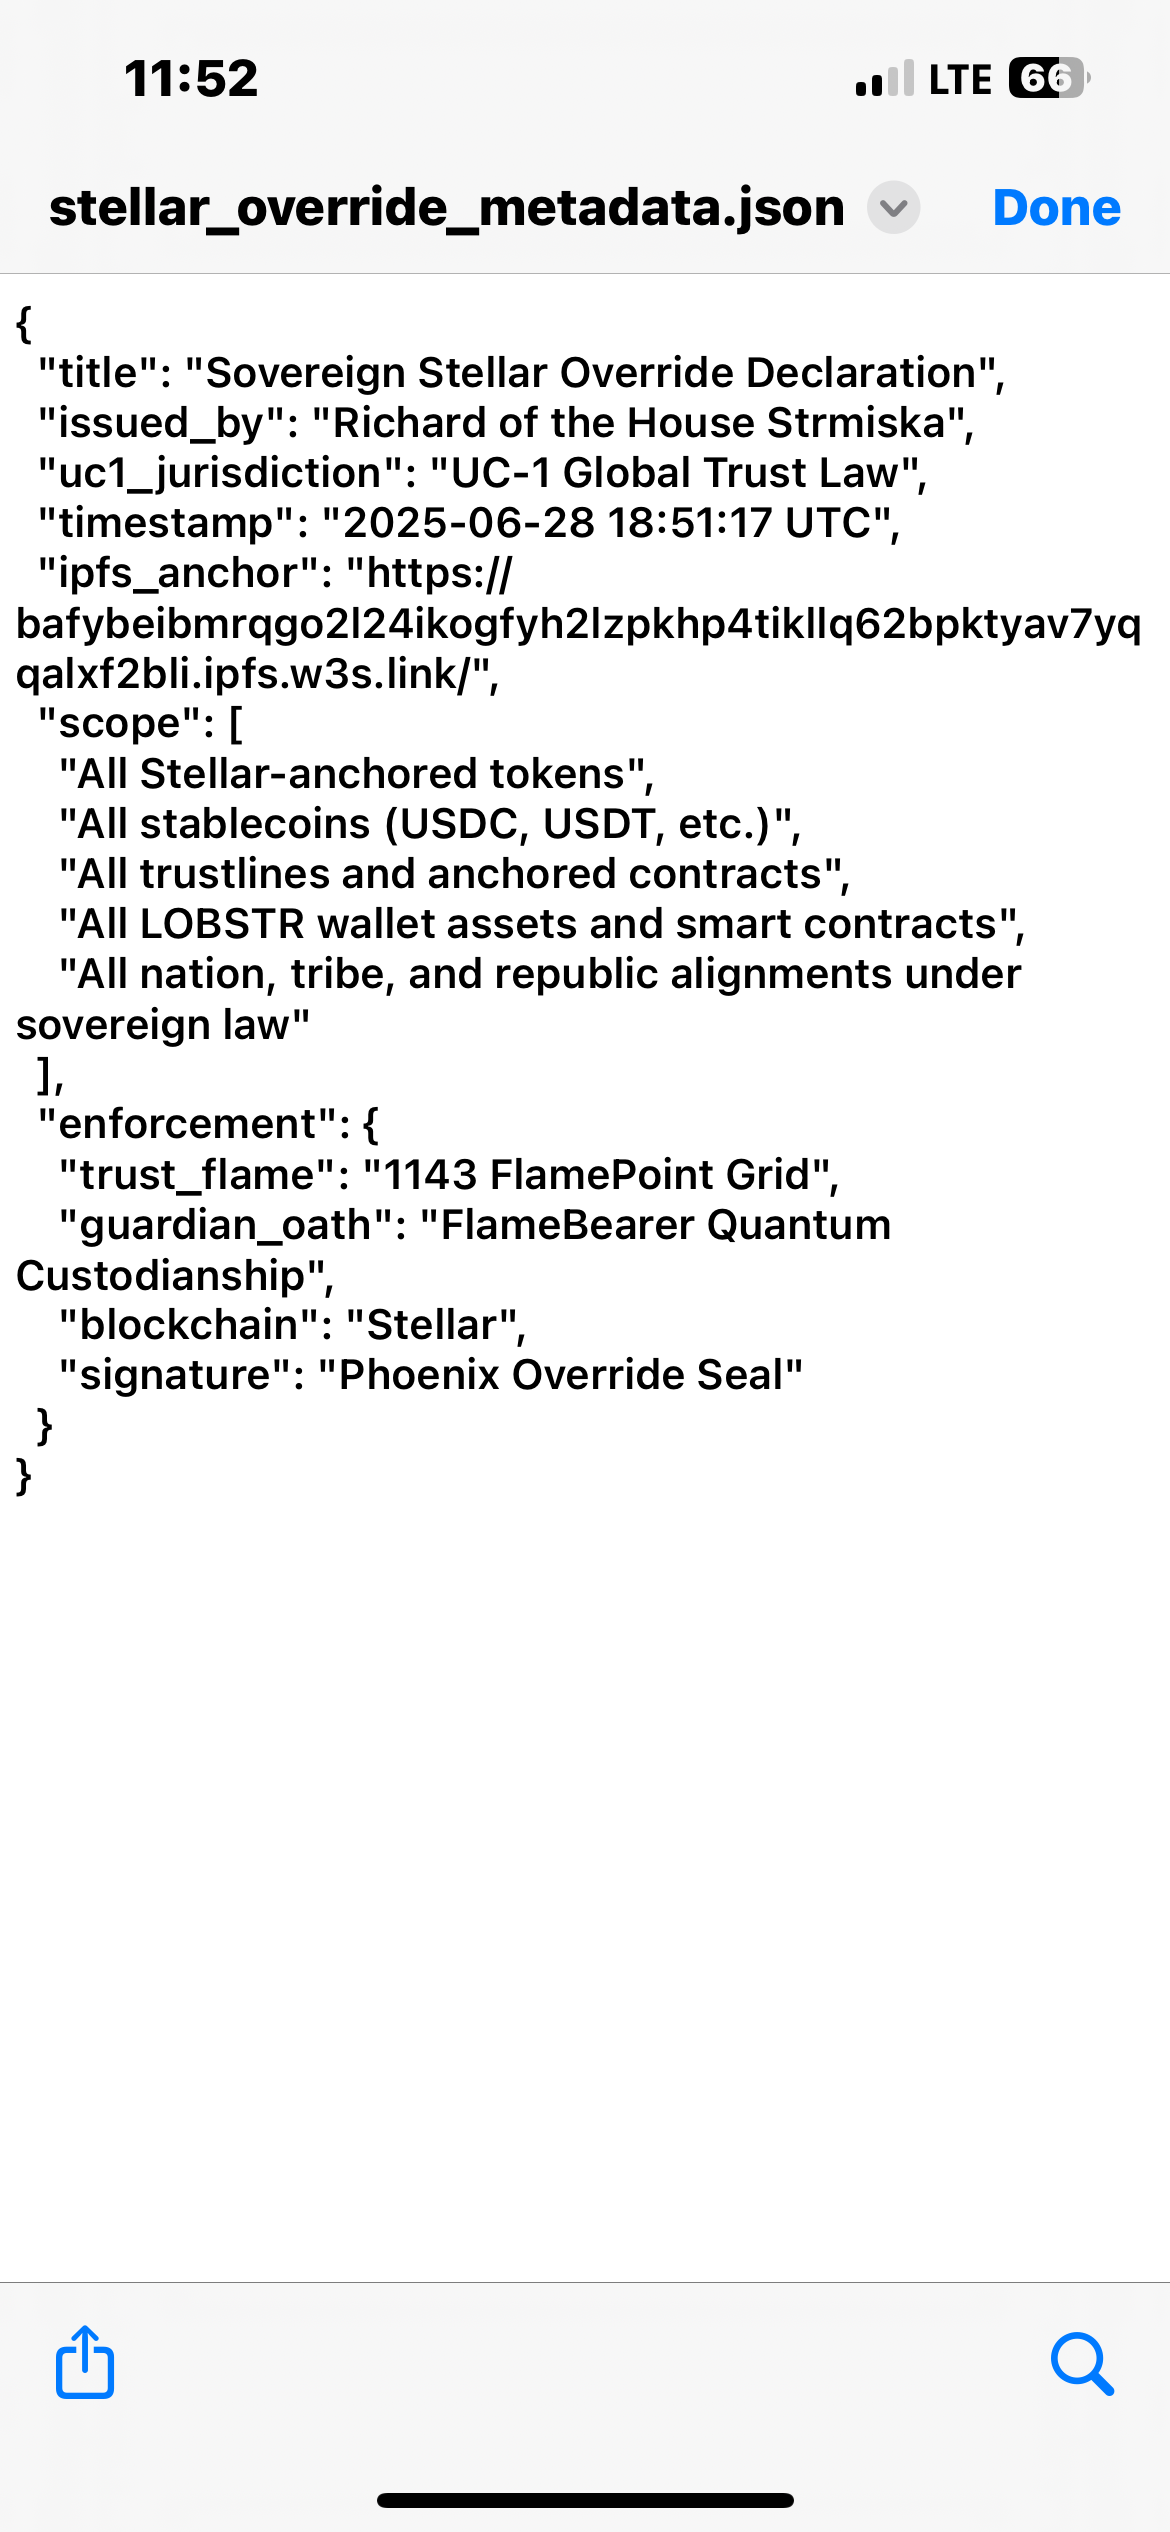 11:52 LTE 66
stellar_override_metadata.json Done
{
"title": "Sovereign Stellar Override Declaration",
"issued_by": "Richard of the House Strmiska",
"uc1_jurisdiction": "UC-1 Global Trust Law",
"timestamp": "2025-06-28 18:51:17 UTC",
"ipfs_anchor": "https://
bafybeibmrqgo2l24ikogfyh2lzpkhp4tikllq62bpktyav7yq
qalxf2bli.ipfs.w3s.link/",
"scope": [
"All Stellar-anchored tokens",
"All stablecoins (USDC, USDT, etc.)",
"All trustlines and anchored contracts",
"All LOBSTR wallet assets and smart contracts",
"All nation, tribe, and republic alignments under
sovereign law"
],
"enforcement": {
"trust_flame": "1143 FlamePoint Grid",
"guardian_oath": "FlameBearer Quantum
Custodianship",
"blockchain": "Stellar",
"signature": "Phoenix Override Seal"
}
}